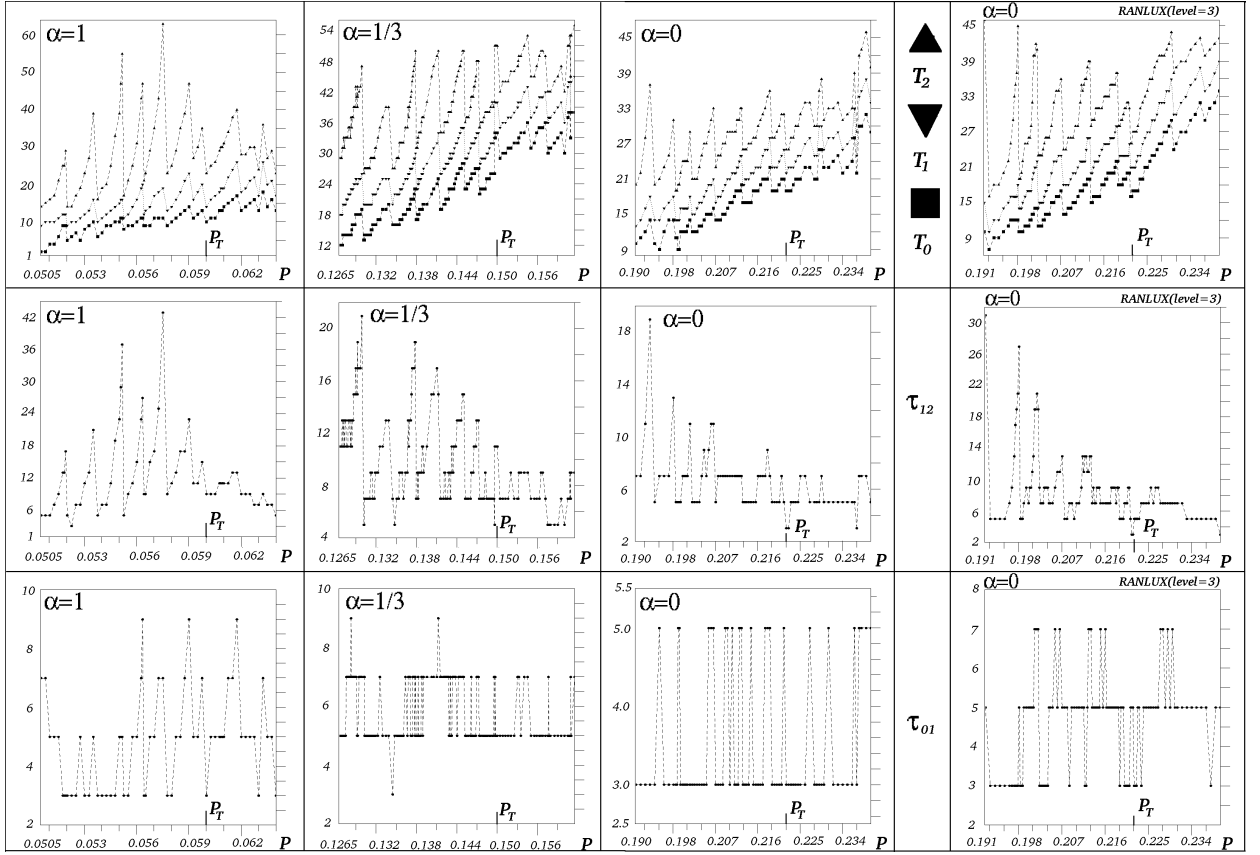 α=1
60
50
40
30
20
10
1
0.0505 0.053 0.056 0.059 0.062 P
P_T
α=1/3
54
48
42
36
30
24
18
12
0.1265 0.132 0.138 0.144 0.150 0.156 P
P_T
α=0
45
39
33
27
21
15
9
0.190 0.198 0.207 0.216 0.225 0.234
P_T
T_2
T_1
T_0
α=0 RANLUX(level=3)
45
39
33
27
21
15
9
0.191 0.198 0.207 0.216 0.225 0.234 P
P_T
α=1
42
36
30
24
18
12
6
1
0.0505 0.053 0.056 0.059 0.062 P
P_T
α=1/3
20
16
12
8
4
0.1265 0.132 0.138 0.144 0.150 0.156 P
P_T
α=0
18
14
10
6
2
0.190 0.198 0.207 0.216 0.225 0.234 P
P_T
τ_12
α=0 RANLUX(level=3)
30
26
22
18
14
10
6
2
0.191 0.198 0.207 0.216 0.225 0.234 P
P_T
α=1
10
8
6
4
2
0.0505 0.053 0.056 0.059 0.062 P
P_T
α=1/3
10
8
6
4
2
0.1265 0.132 0.138 0.144 0.150 0.156 P
P_T
α=0
5.5
5.0
4.0
3.0
2.5
0.190 0.198 0.207 0.216 0.225 0.234 P
P_T
τ_01
α=0 RANLUX(level=3)
8
7
6
5
4
3
2
0.191 0.198 0.207 0.216 0.225 0.234 P
P_T